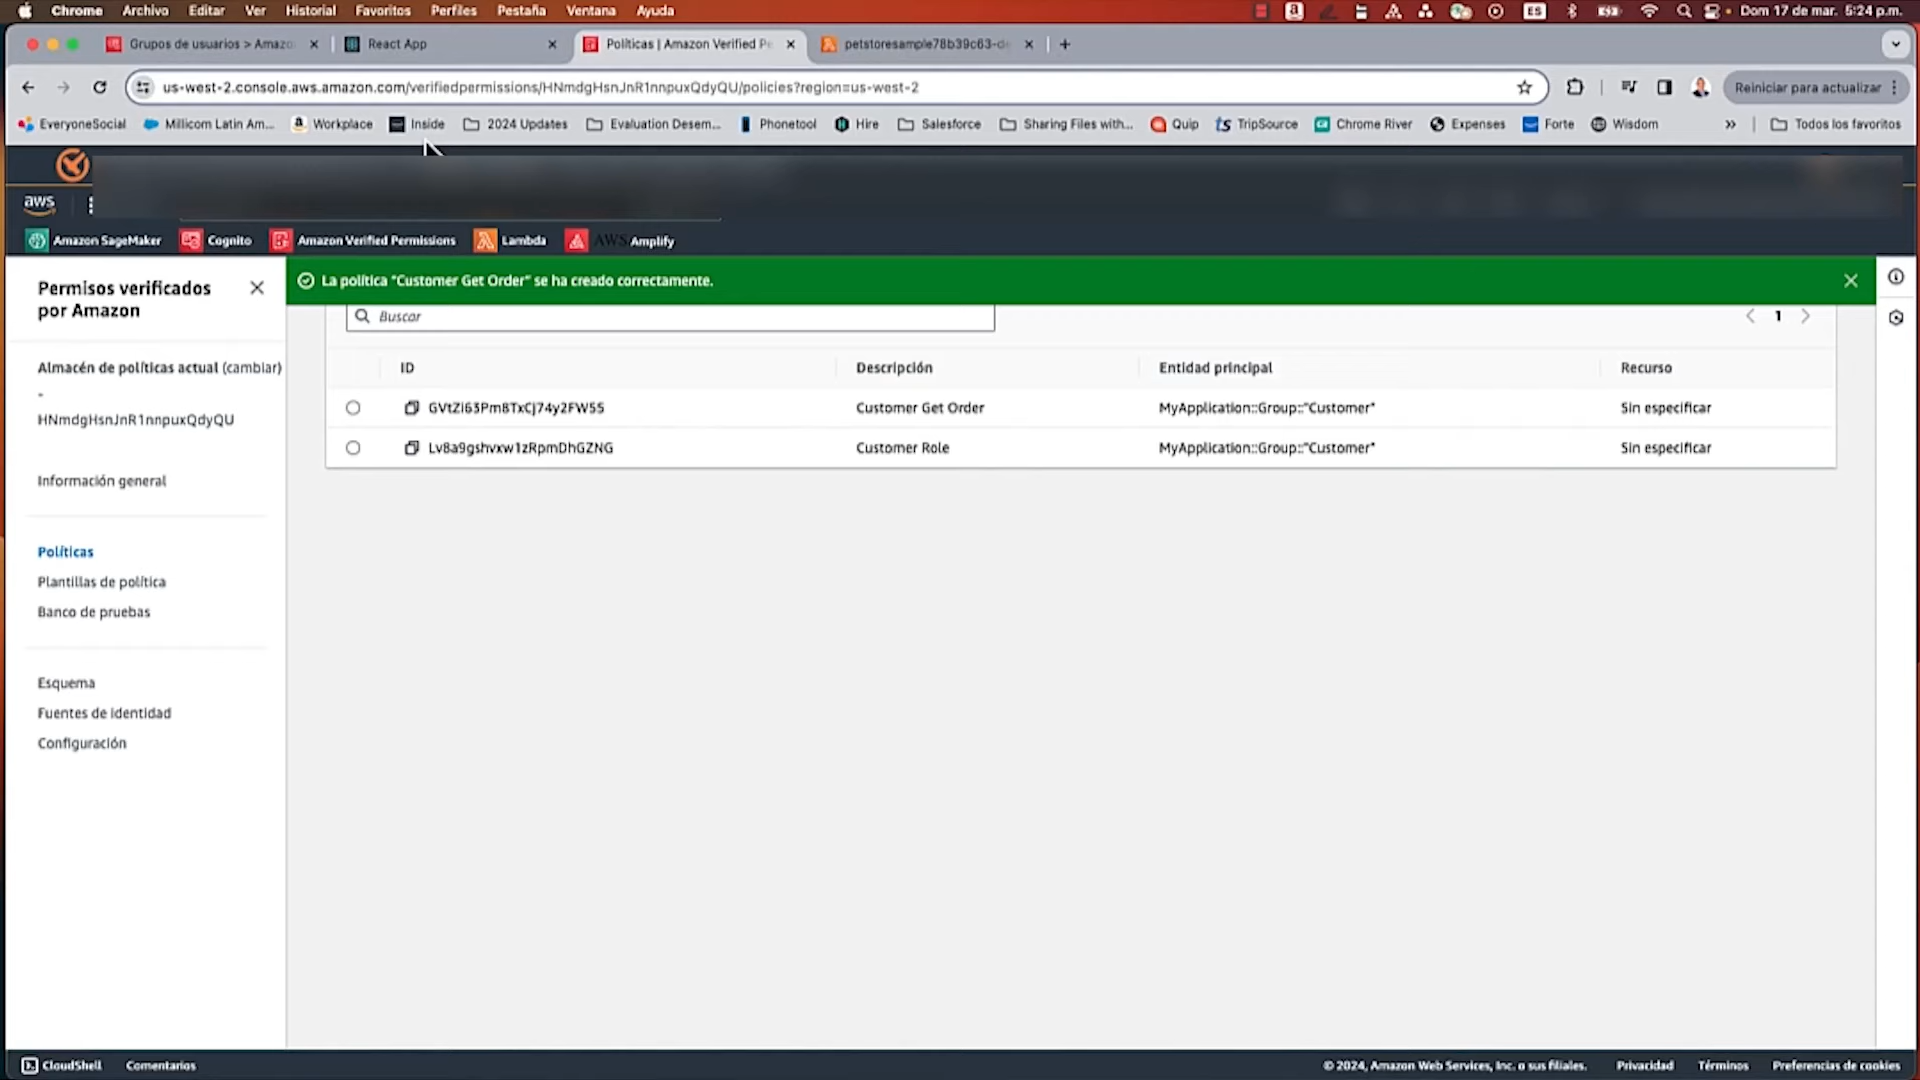 Chrome Archivo Editar Ver Historial Favoritos Perfiles Pestaña Ventana Ayuda ES Dom 17 de mar. 5:24 p.m.
Grupos de usuarios > Amazo React App Políticas | Amazon Verified Pe petstoresample78b39c63-de
us-west-2.console.aws.amazon.com/verifiedpermissions/HNmdgHsnJnR1nnpuxQdyQU/policies?region=us-west-2 Reiniciar para actualizar
EveryoneSocial Millicom Latin Am... Workplace Inside 2024 Updates Evaluation Desem... Phonetool Hire Salesforce Sharing Files with... Quip TripSource Chrome River Expenses Forte Wisdom » Todos los favoritos
aws
Amazon SageMaker Cognito Amazon Verified Permissions Lambda AWS Amplify
Permisos verificados
por Amazon
La política "Customer Get Order" se ha creado correctamente.
Buscar
1
Almacén de políticas actual (cambiar)
-
HNmdgHsnJnR1nnpuxQdyQU
ID Descripción Entidad principal Recurso
GVtZi63Pm8TxCj74y2FW55 Customer Get Order MyApplication::Group::"Customer" Sin especificar
Lv8a9gshvxw1zRpmDhGZNG Customer Role MyApplication::Group::"Customer" Sin especificar
Información general
Políticas
Plantillas de política
Banco de pruebas
Esquema
Fuentes de identidad
Configuración
CloudShell Comentarios © 2024, Amazon Web Services, Inc. o sus filiales. Privacidad Términos Preferencias de cookies